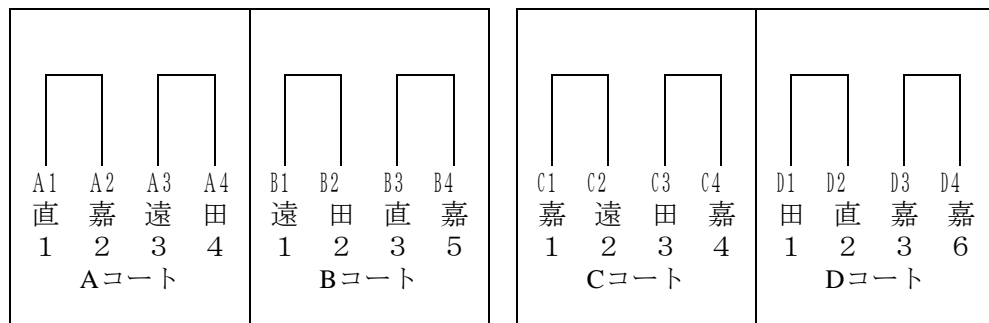 A1 A2 A3 A4 B1 B2 B3 B4 C1 C2 C3 C4 D1 D2 D3 D4
直 嘉 遠 田 遠 田 直 嘉 嘉 遠 田 嘉 田 直 嘉 嘉
1 2 3 4 1 2 3 5 1 2 3 4 1 2 3 6
Aコート Bコート Cコート Dコート